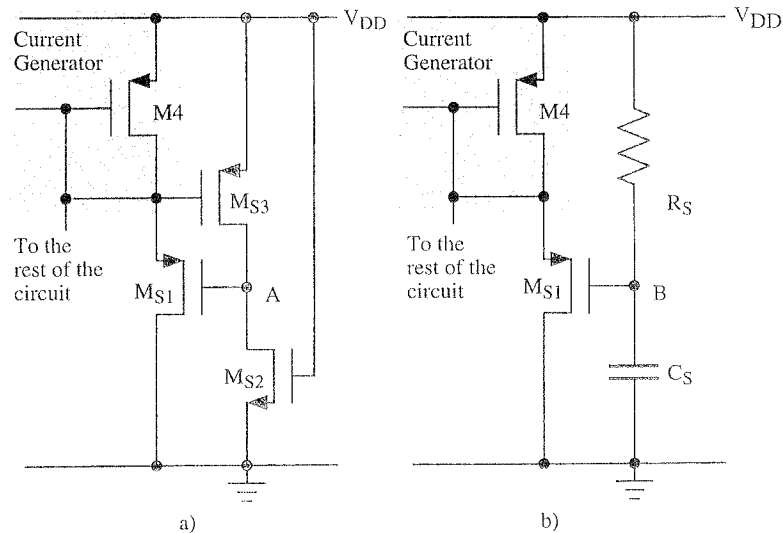 V_DD
Current
Generator
M4
M_S3
To the
rest of the
circuit
M_S1
A
M_S2
a)
V_DD
Current
Generator
M4
R_S
To the
rest of the
circuit
M_S1
B
C_S
b)